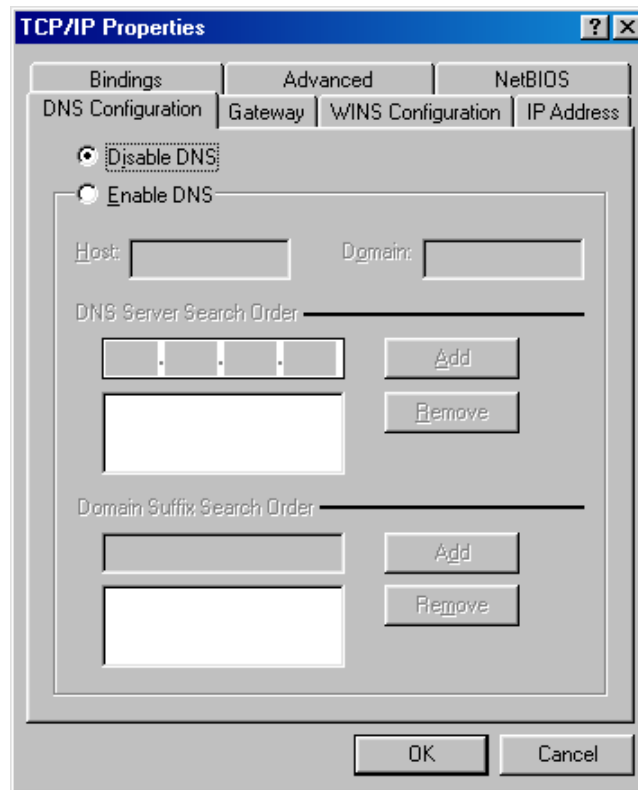 TCP/IP Properties
Bindings Advanced NetBIOS
DNS Configuration Gateway WINS Configuration IP Address
Disable DNS
Enable DNS
Host: Domain:
DNS Server Search Order
Add
Remove
Domain Suffix Search Order
Add
Remove
OK Cancel